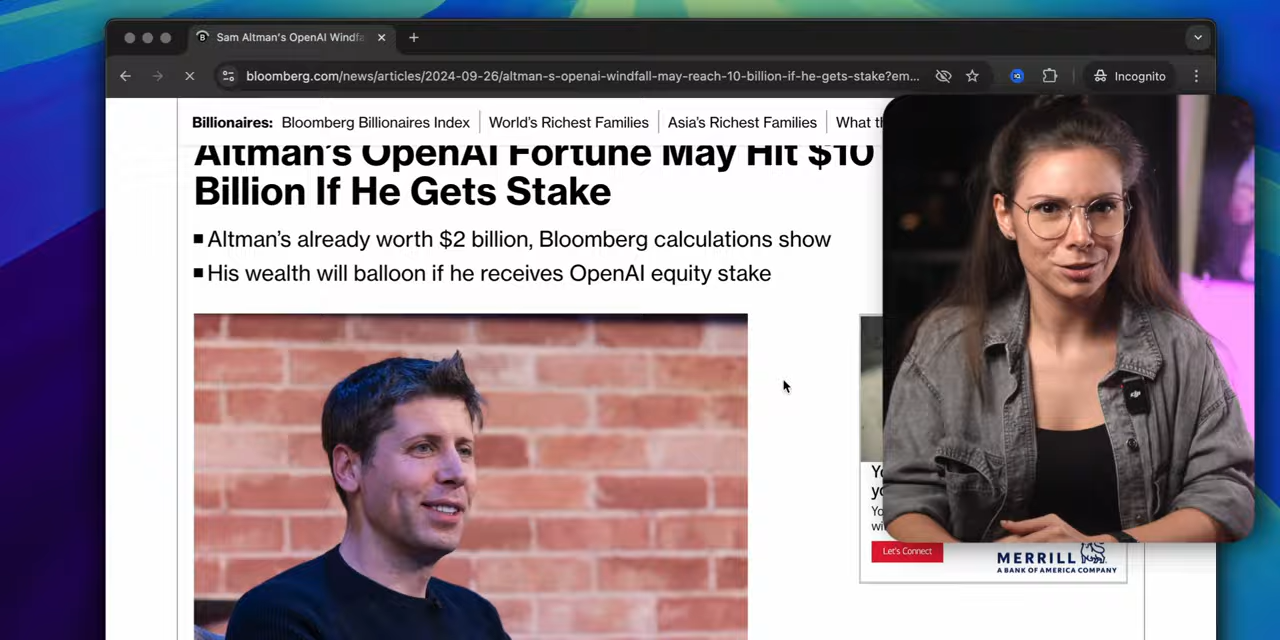 Sam Altman's OpenAI Windfa
bloomberg.com/news/articles/2024-09-26/altman-s-openai-windfall-may-reach-10-billion-if-he-gets-stake?em...
Incognito
Billionaires: Bloomberg Billionaires Index World's Richest Families Asia's Richest Families What
Altman's OpenAI Fortune May Hit $10
Billion If He Gets Stake
■ Altman's already worth $2 billion, Bloomberg calculations show
■ His wealth will balloon if he receives OpenAI equity stake
Let's Connect
MERRILL
A BANK OF AMERICA COMPANY